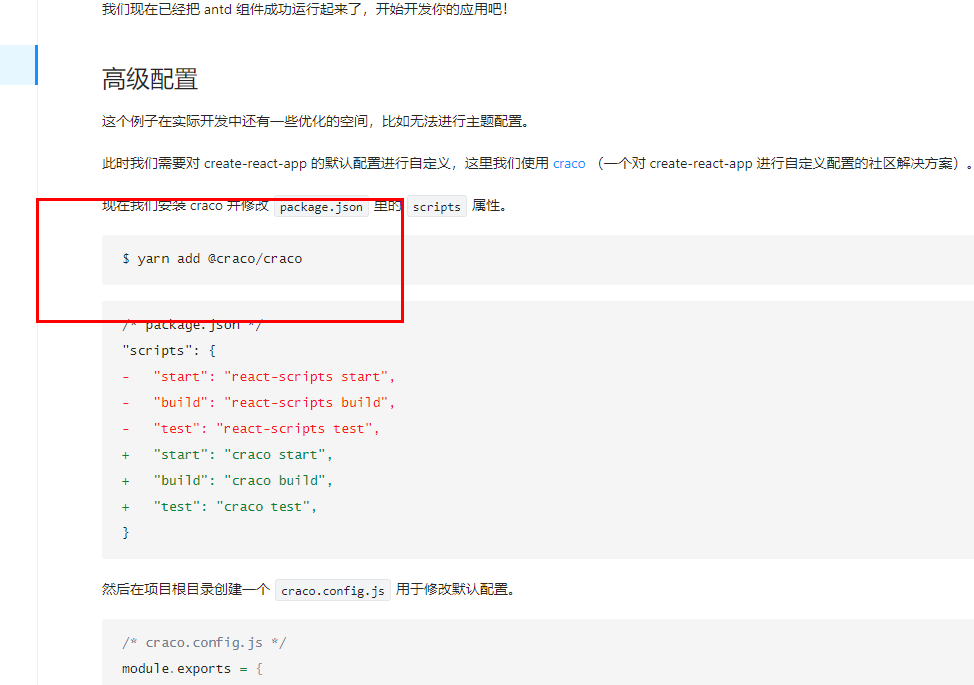 我们现在已经把 antd 组件成功运行起来了，开始开发你的应用吧！
高级配置
这个例子在实际开发中还有一些优化的空间，比如无法进行主题配置。
此时我们需要对 create-react-app 的默认配置进行自定义，这里我们使用 craco （一个对 create-react-app 进行自定义配置的社区解决方案）。
现在我们安装 craco 并修改 package.json 里的 scripts 属性。
$ yarn add @craco/craco
/* package.json */
"scripts": {
-   "start": "react-scripts start",
-   "build": "react-scripts build",
-   "test": "react-scripts test",
+   "start": "craco start",
+   "build": "craco build",
+   "test": "craco test",
}
然后在项目根目录创建一个 craco.config.js 用于修改默认配置。
/* craco.config.js */
module.exports = {